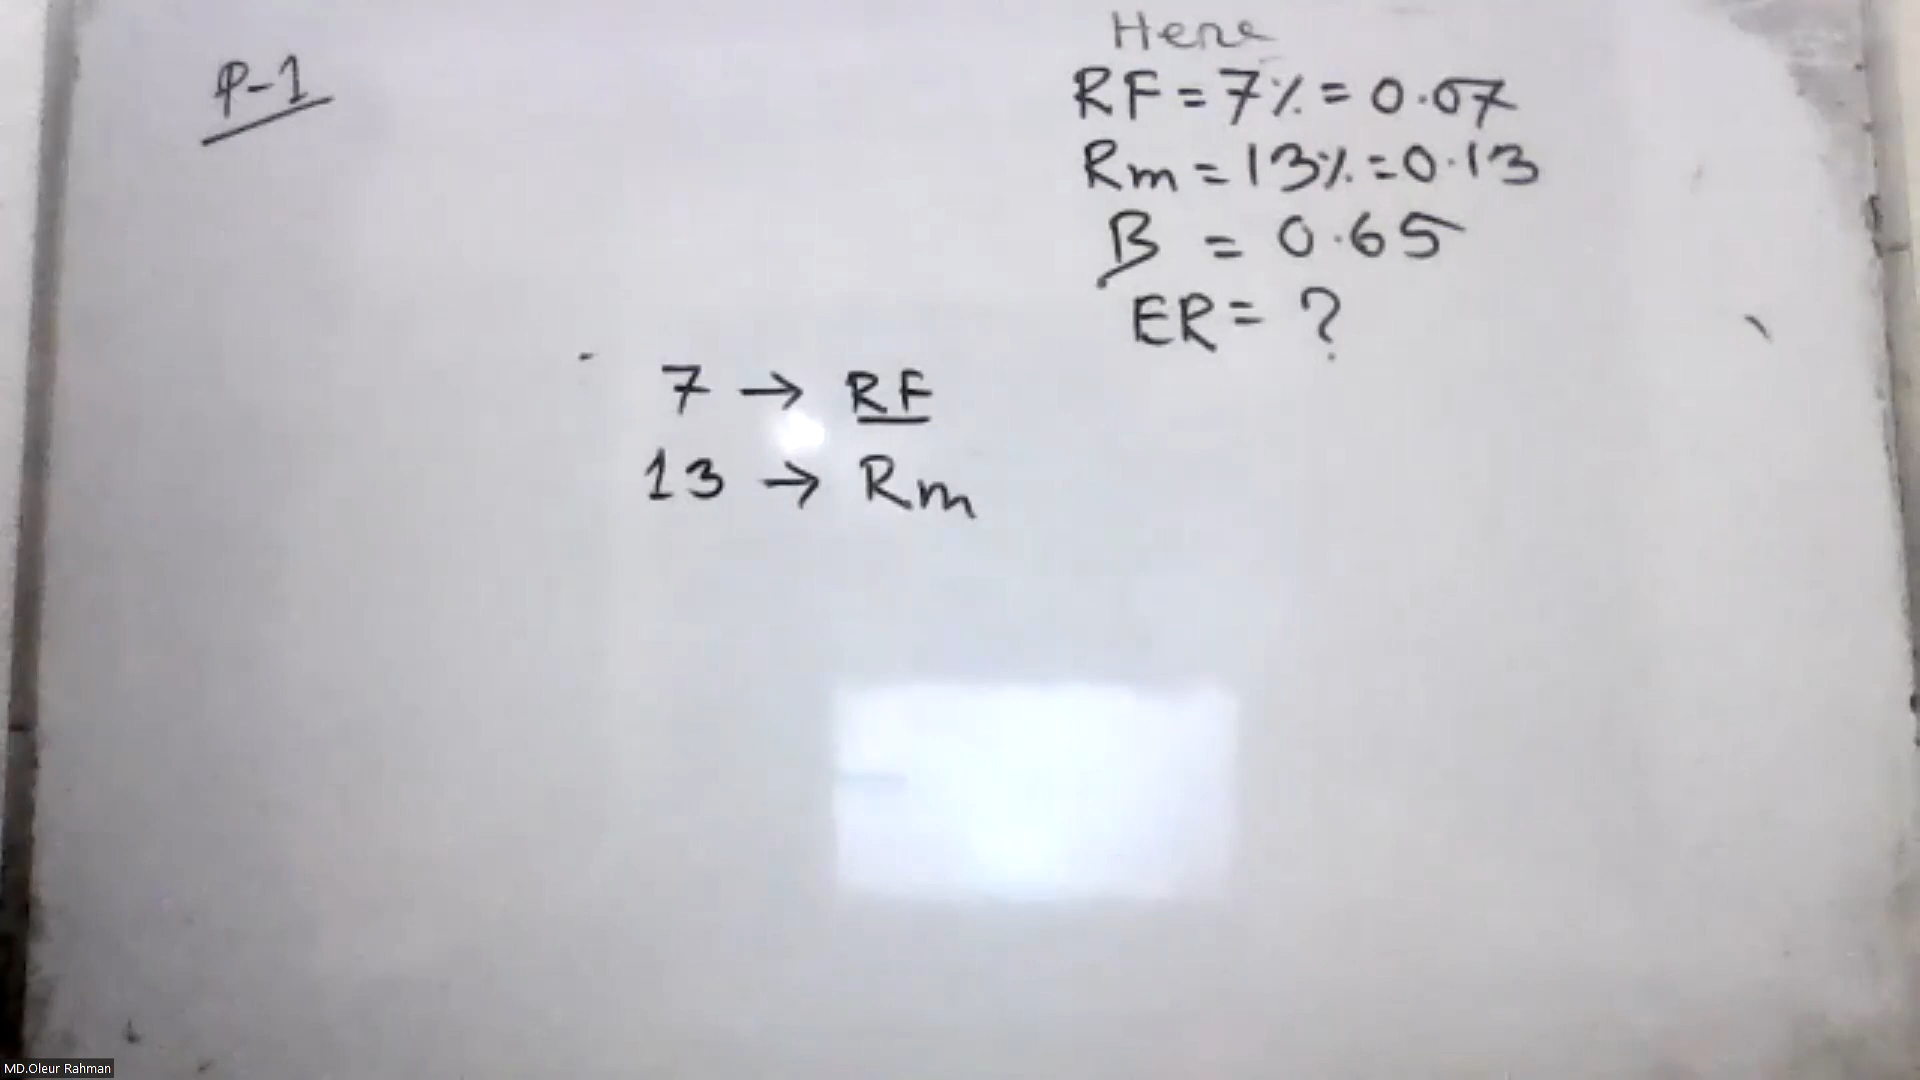 P-1
Here
RF = 7% = 0.07
Rm = 13% = 0.13
B = 0.65
ER = ?
7 → RF
13 → Rm
MD.Oleur Rahman